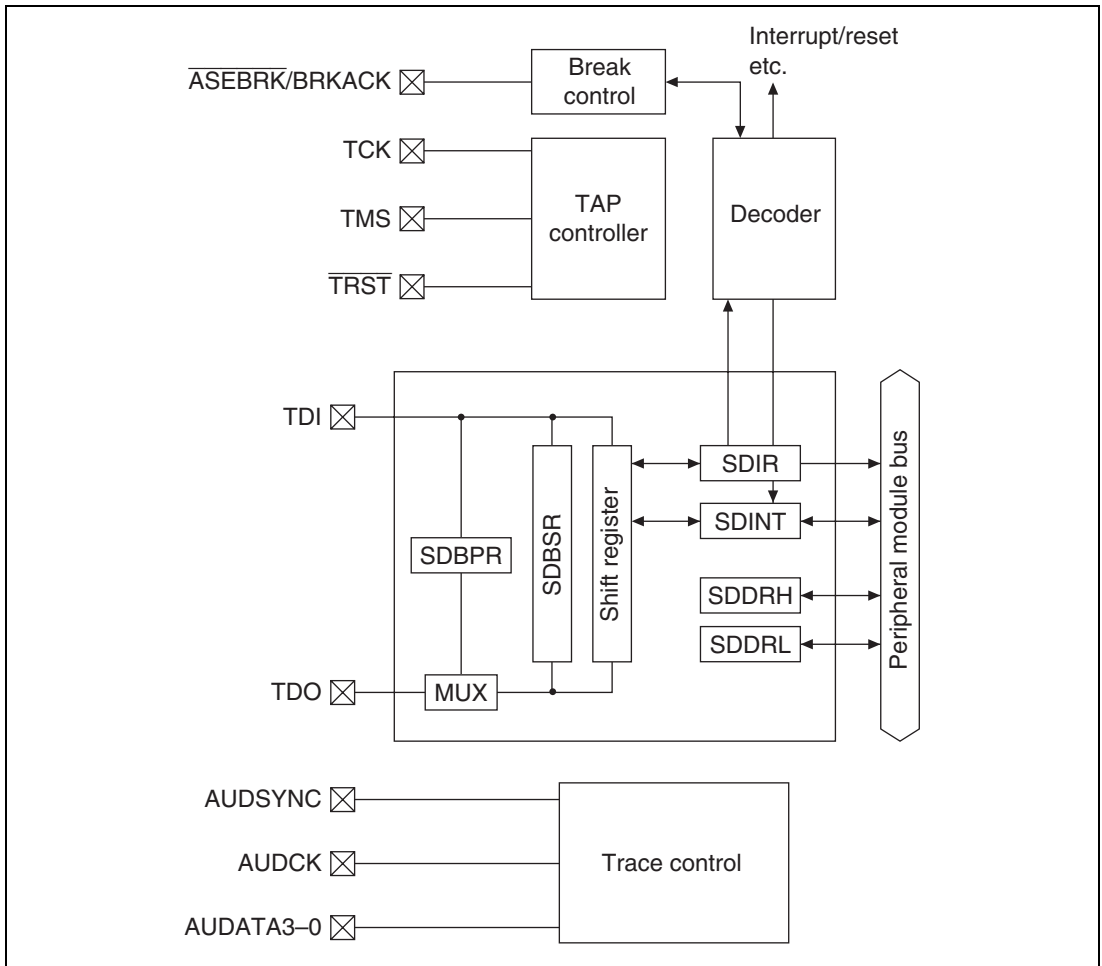 Interrupt/reset
etc.
ASEBRK/BRKACK
Break
control
TCK
TMS
TRST
TAP
controller
Decoder
TDI
TDO
SDBPR
MUX
SDBSR
Shift register
SDIR
SDINT
SDDRH
SDDRL
Peripheral module bus
AUDSYNC
AUDCK
AUDATA3–0
Trace control